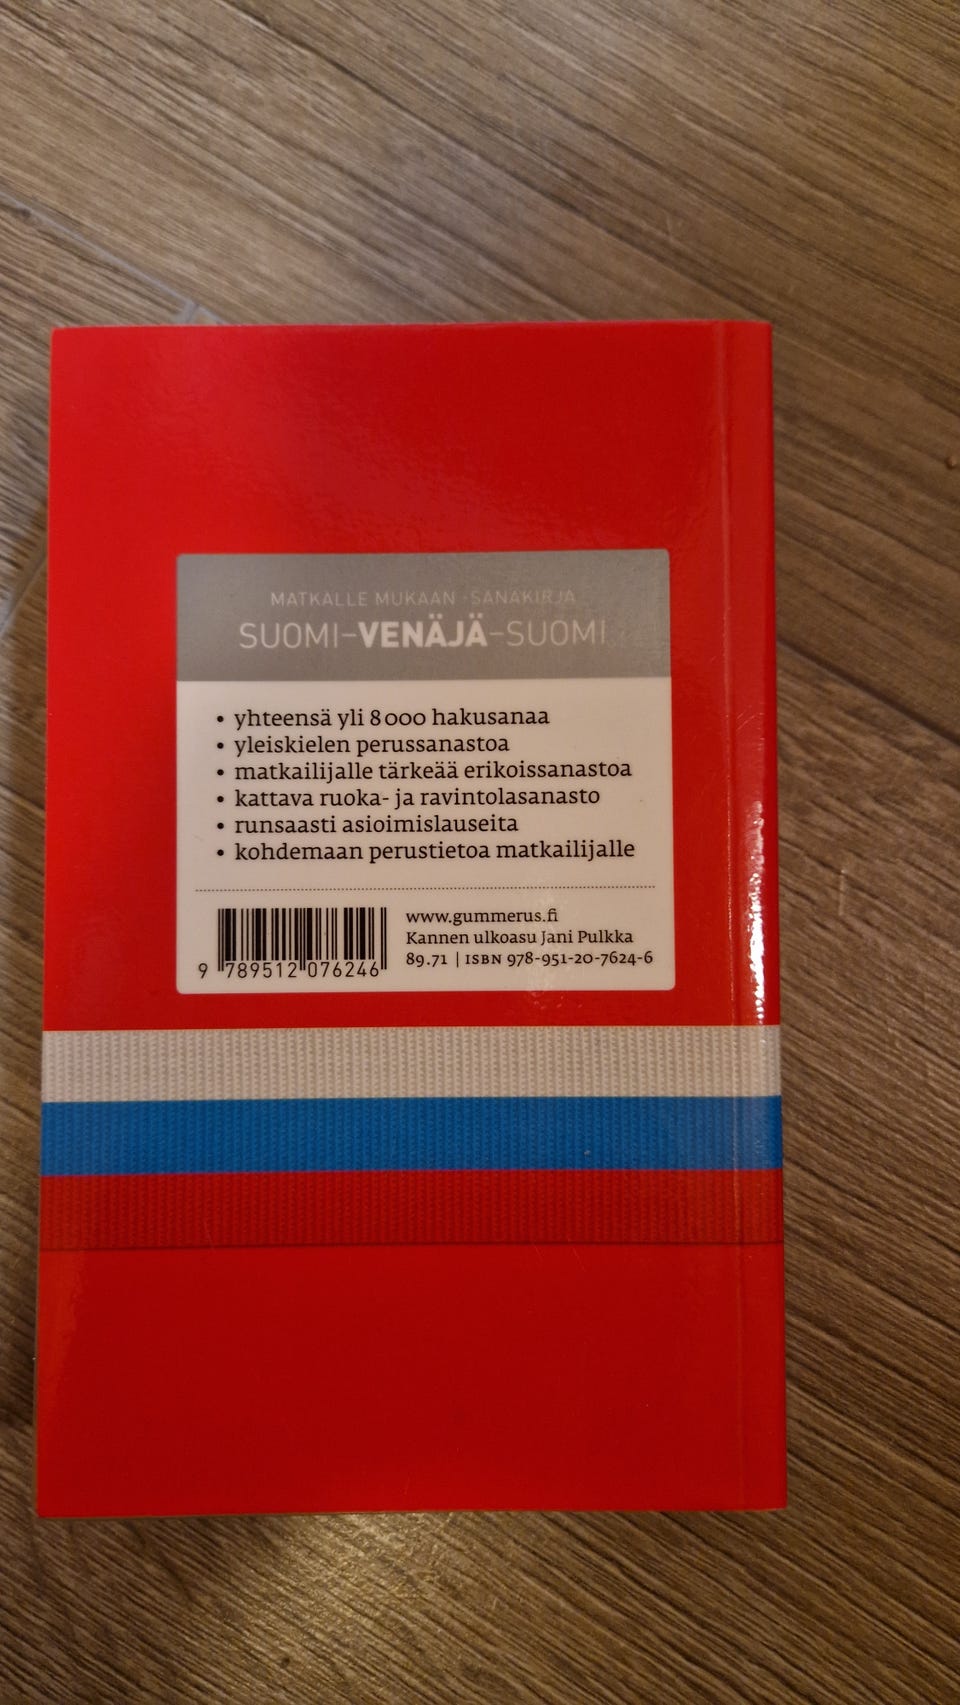 MATKALLE MUKAAN -SANAKIRJA
SUOMI–VENÄJÄ–SUOMI
• yhteensä yli 8000 hakusanaa
• yleiskielen perussanastoa
• matkailijalle tärkeää erikoissanastoa
• kattava ruoka- ja ravintolasanasto
• runsaasti asioimislauseita
• kohdemaan perustietoa matkailijalle
www.gummerus.fi
Kannen ulkoasu Jani Pulkka
89.71 | ISBN 978-951-20-7624-6
9 789512 076246